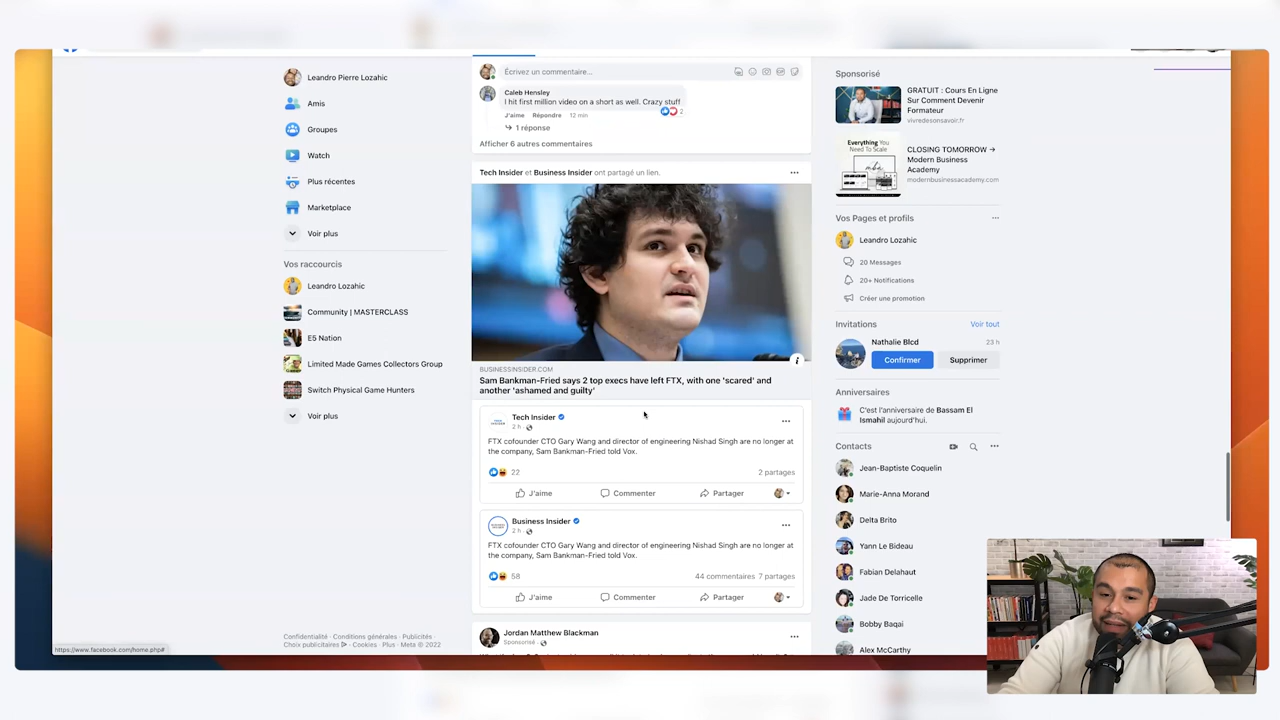 Leandro Pierre Lozahic
Amis
Groupes
Watch
Plus récentes
Marketplace
Voir plus
Vos raccourcis
Leandro Lozahic
Community | MASTERCLASS
E5 Nation
Limited Made Games Collectors Group
Switch Physical Game Hunters
Voir plus
Confidentialité · Conditions générales · Publicités ·
Choix publicitaires · Cookies · Plus · Meta © 2022
https://www.facebook.com/home.php#
Écrivez un commentaire...
Caleb Hensley
I hit first million video on a short as well. Crazy stuff
2
J'aime Répondre 12 min
1 réponse
Afficher 6 autres commentaires
Tech Insider et Business Insider ont partagé un lien.
BUSINESSINSIDER.COM
Sam Bankman-Fried says 2 top execs have left FTX, with one 'scared' and
another 'ashamed and guilty'
Tech Insider
2 h ·
FTX cofounder CTO Gary Wang and director of engineering Nishad Singh are no longer at
the company, Sam Bankman-Fried told Vox.
22 2 partages
J'aime Commenter Partager
Business Insider
2 h ·
FTX cofounder CTO Gary Wang and director of engineering Nishad Singh are no longer at
the company, Sam Bankman-Fried told Vox.
58 44 commentaires 7 partages
J'aime Commenter Partager
Jordan Matthew Blackman
Sponsorisé ·
Sponsorisé
GRATUIT : Cours En Ligne
Sur Comment Devenir
Formateur
vivredesonsavoir.fr
Everything You
Need To Scale
CLOSING TOMORROW →
Modern Business
Academy
modernbusinessacademy.com
Vos Pages et profils
Leandro Lozahic
20 Messages
20+ Notifications
Créer une promotion
Invitations Voir tout
Nathalie Blcd 23 h
Confirmer Supprimer
Anniversaires
C'est l'anniversaire de Bassam El
Ismahil aujourd'hui.
Contacts
Jean-Baptiste Coquelin
Marie-Anna Morand
Delta Brito
Yann Le Bideau
Fabian Delahaut
Jade De Torricelle
Bobby Baqai
Alex McCarthy